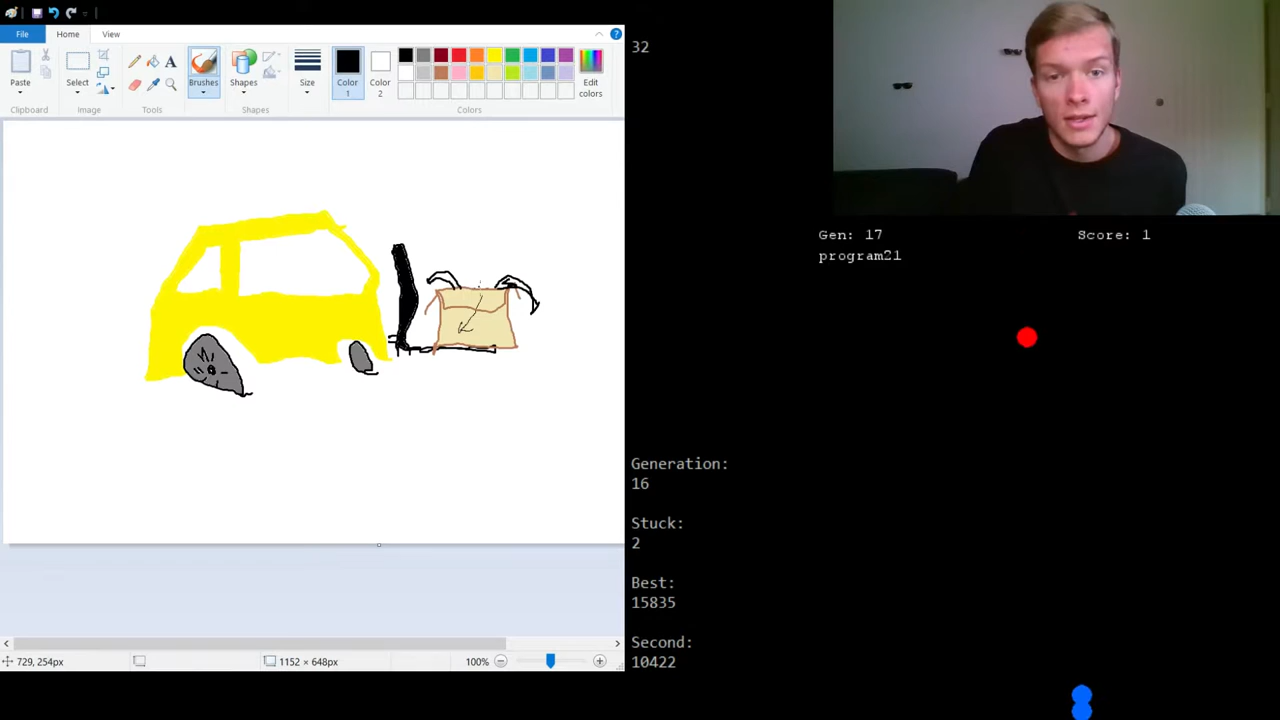 File
Home
View
Paste
Select
Brushes
Shapes
Size
Color
1
Color
2
Edit
colors
Clipboard
Image
Tools
Shapes
Colors
729, 254px
1152 × 648px
100%
32
Gen: 17
Score: 1
program21
Generation:
16
Stuck:
2
Best:
15835
Second:
10422